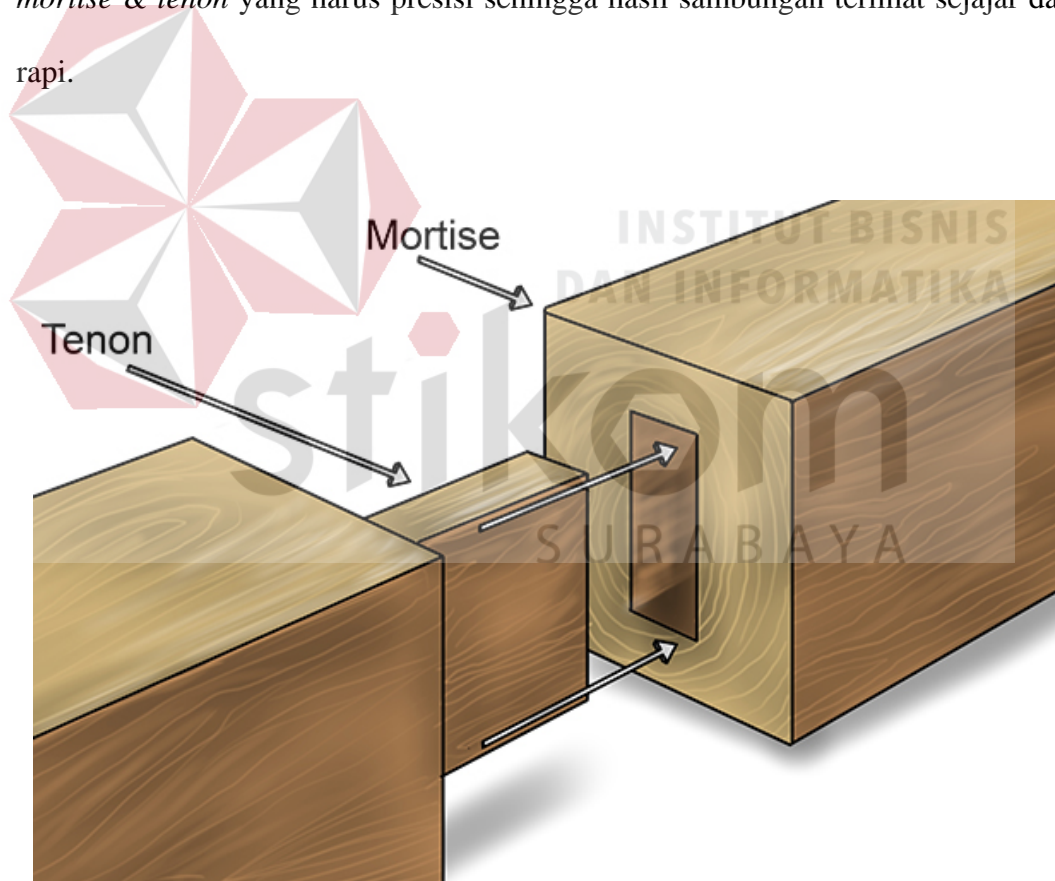 mortise & tenon yang harus presisi sehingga hasil sambungan terlihat sejajar
rapi.
Mortise
INSTITUT BISNIS
DAN INFORMATIKA
Tenon
stikom
SURABAYA